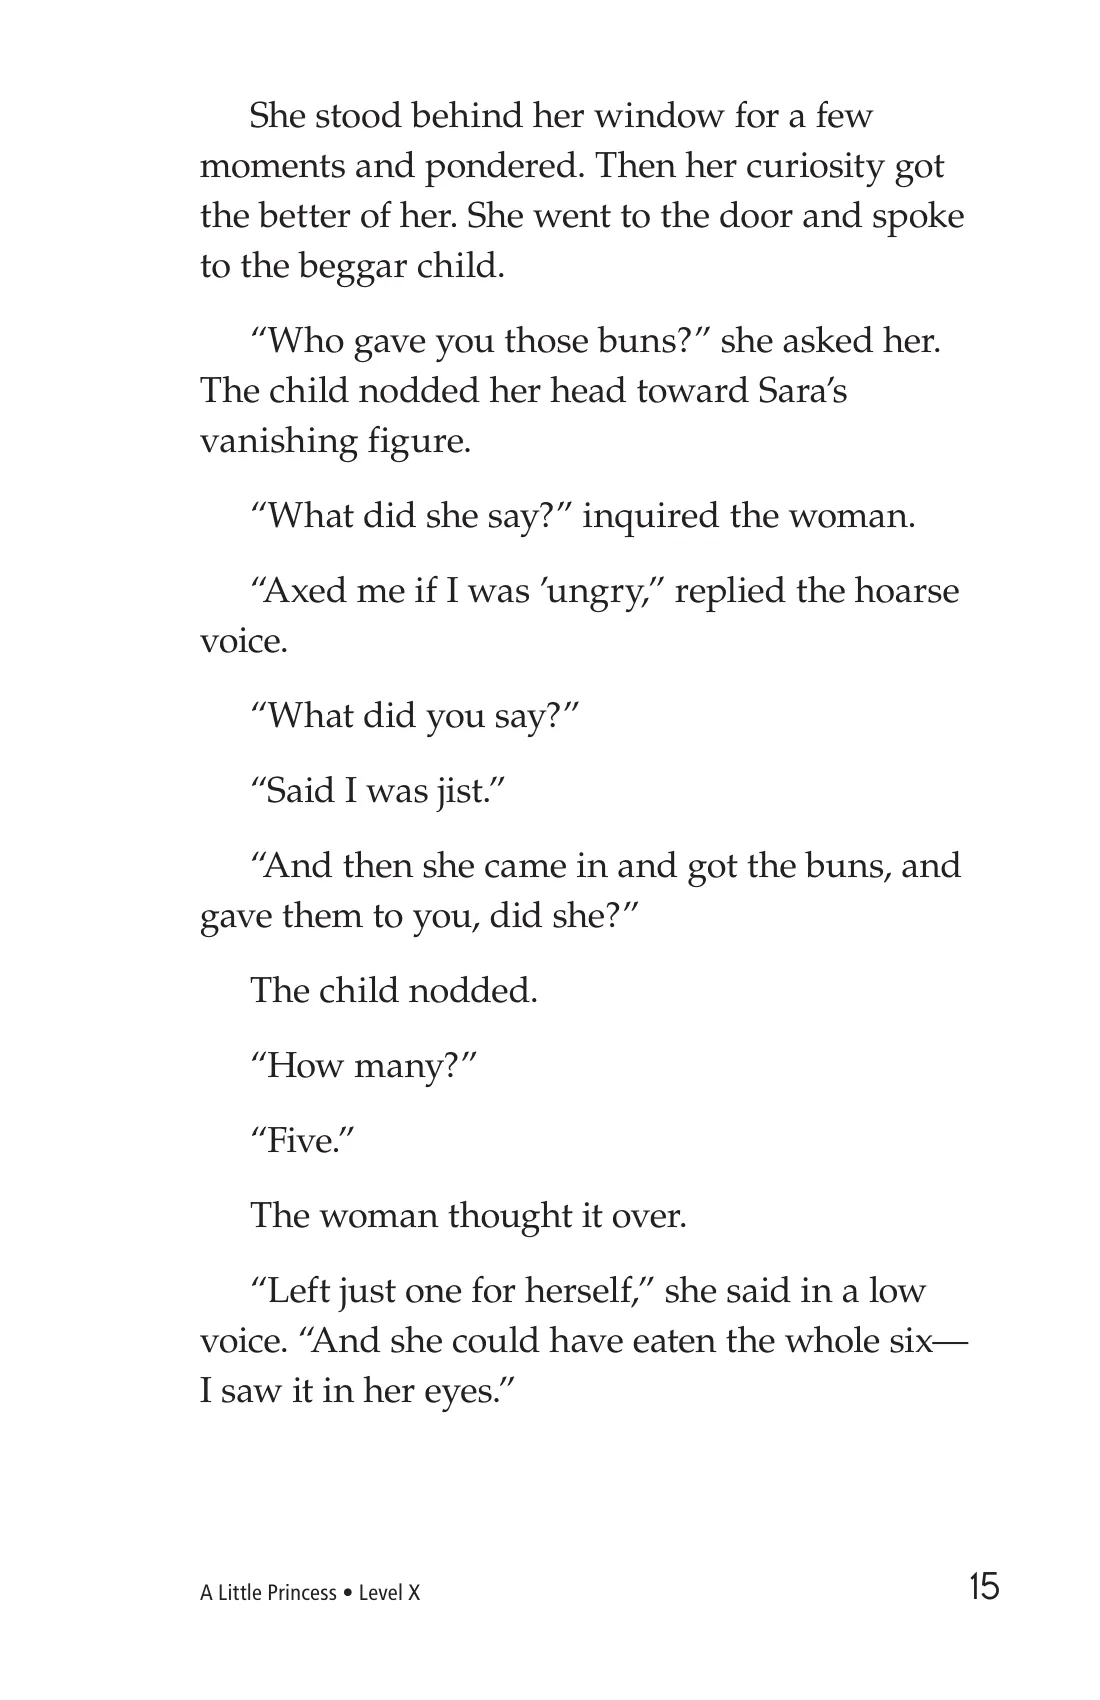 She stood behind her window for a few
moments and pondered. Then her curiosity got
the better of her. She went to the door and spoke
to the beggar child.
“Who gave you those buns?” she asked her.
The child nodded her head toward Sara’s
vanishing figure.
“What did she say?” inquired the woman.
“Axed me if I was ’ungry,” replied the hoarse
voice.
“What did you say?”
“Said I was jist.”
“And then she came in and got the buns, and
gave them to you, did she?”
The child nodded.
“How many?”
“Five.”
The woman thought it over.
“Left just one for herself,” she said in a low
voice. “And she could have eaten the whole six—
I saw it in her eyes.”
A Little Princess • Level X
15